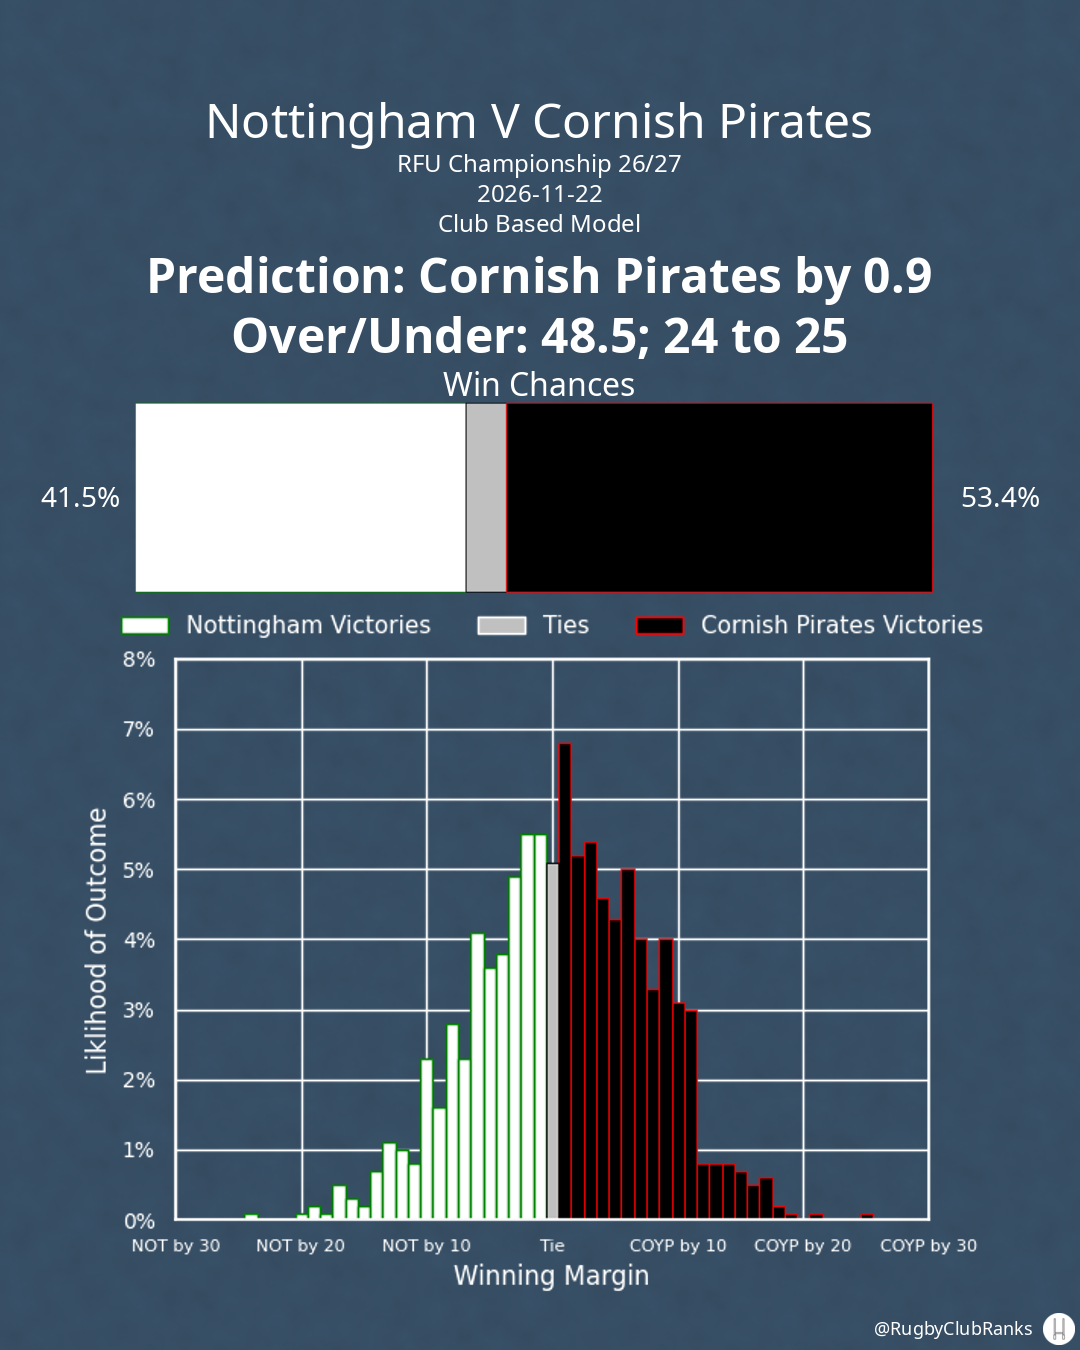 Nottingham V Cornish Pirates
RFU Championship 26/27
2026-11-22
Club Based Model
Prediction: Cornish Pirates by 0.9
Over/Under: 48.5; 24 to 25
Win Chances
41.5%
53.4%
Nottingham Victories
Ties
Cornish Pirates Victories
8%
7%
6%
5%
4%
3%
2%
1%
0%
Liklihood of Outcome
NOT by 30
NOT by 20
NOT by 10
Tie
COYP by 10
COYP by 20
COYP by 30
Winning Margin
@RugbyClubRanks